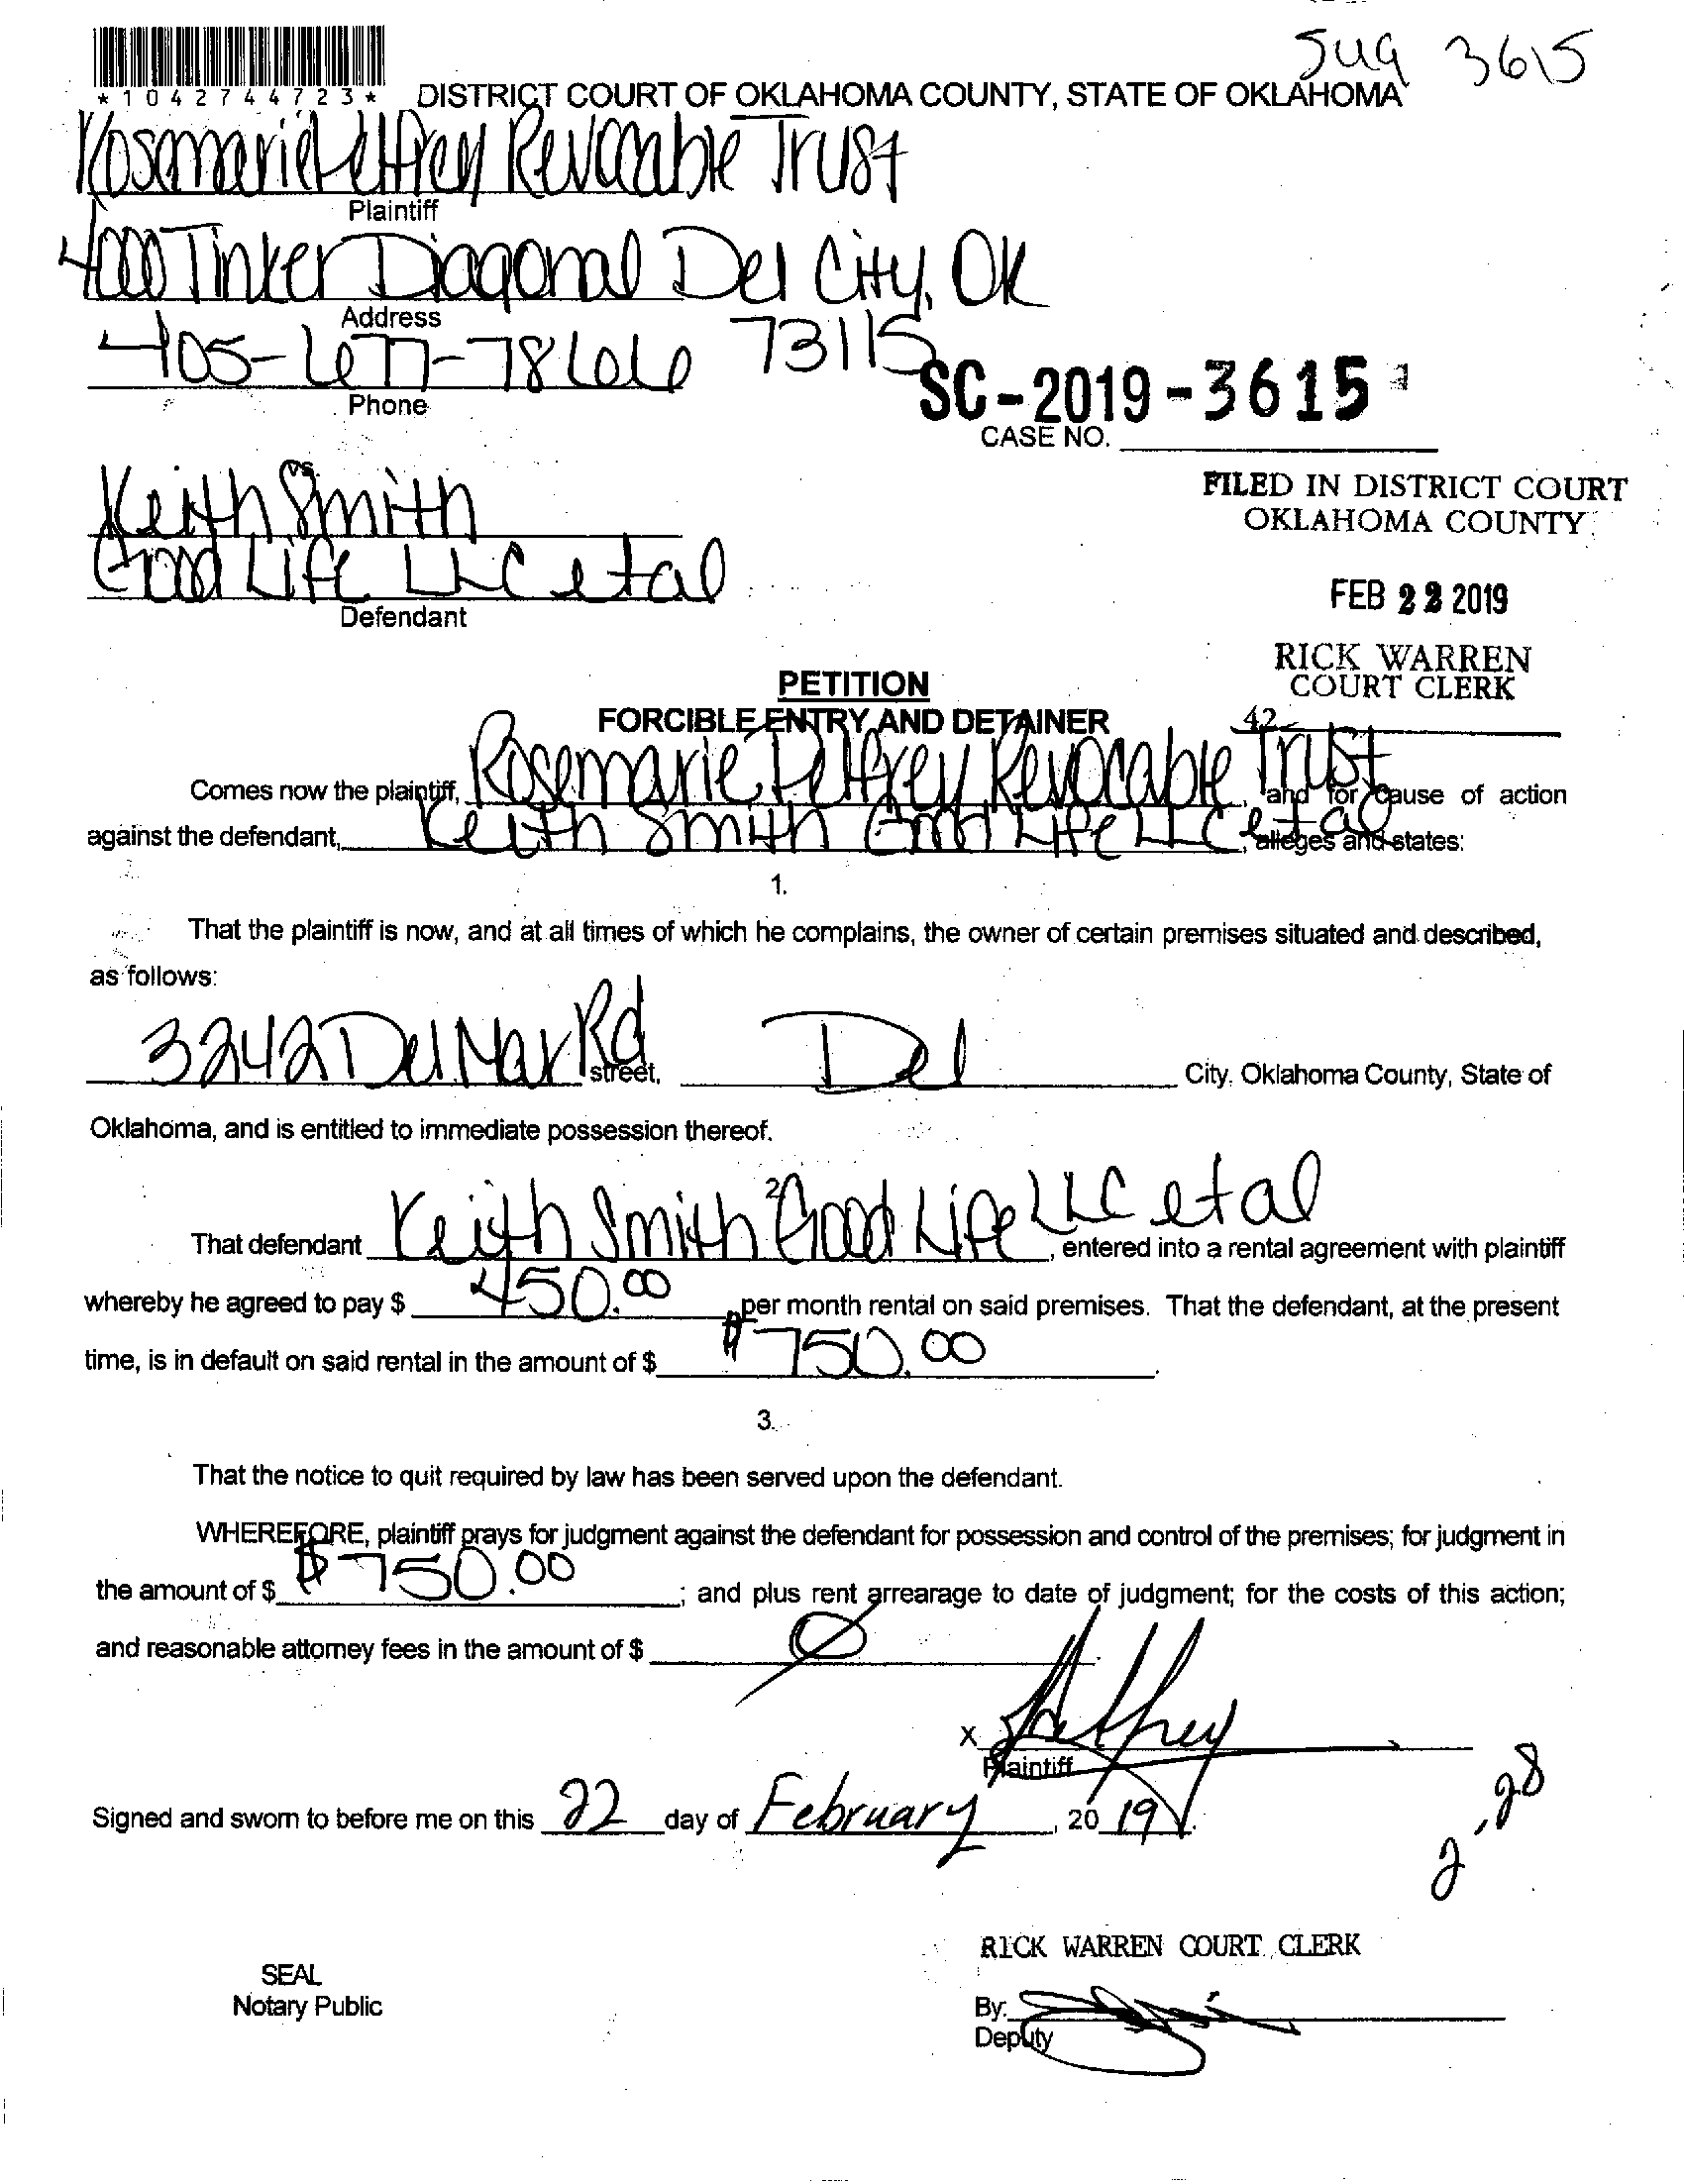 Jug 3615
*1042744723*
DISTRICT COURT OF OKLAHOMA COUNTY, STATE OF OKLAHOMA
Rosemarie Pelfrey Revocable Trust
Plaintiff
4000 Tinker Diagonal Del City, OK
Address
405-677-7866 73115
Phone
SC-2019-3615
CASE NO.
vs.
Keith Smith
Good Life LLC etal
Defendant
FILED IN DISTRICT COURT
OKLAHOMA COUNTY
FEB 22 2019
RICK WARREN
COURT CLERK
42
PETITION
FORCIBLE ENTRY AND DETAINER
Comes now the plaintiff, Rosemarie Pelfrey Revocable Trust, and for cause of action
against the defendant, Keith Smith Good Life LLC etal, alleges and states:
1.
That the plaintiff is now, and at all times of which he complains, the owner of certain premises situated and described,
as follows:
3242 Del Mar Rd street, Del City, Oklahoma County, State of
Oklahoma, and is entitled to immediate possession thereof.
2.
That defendant Keith Smith Good Life LLC etal, entered into a rental agreement with plaintiff
whereby he agreed to pay $ 450.00 per month rental on said premises. That the defendant, at the present
time, is in default on said rental in the amount of $ $750.00.
3.
That the notice to quit required by law has been served upon the defendant.
WHEREFORE, plaintiff prays for judgment against the defendant for possession and control of the premises; for judgment in
the amount of $ $750.00; and plus rent arrearage to date of judgment; for the costs of this action;
and reasonable attorney fees in the amount of $ Ø.
X Pelfrey
Plaintiff
Signed and sworn to before me on this 22 day of February, 2019.
2,28
RICK WARREN COURT CLERK
SEAL
Notary Public
By:
Deputy